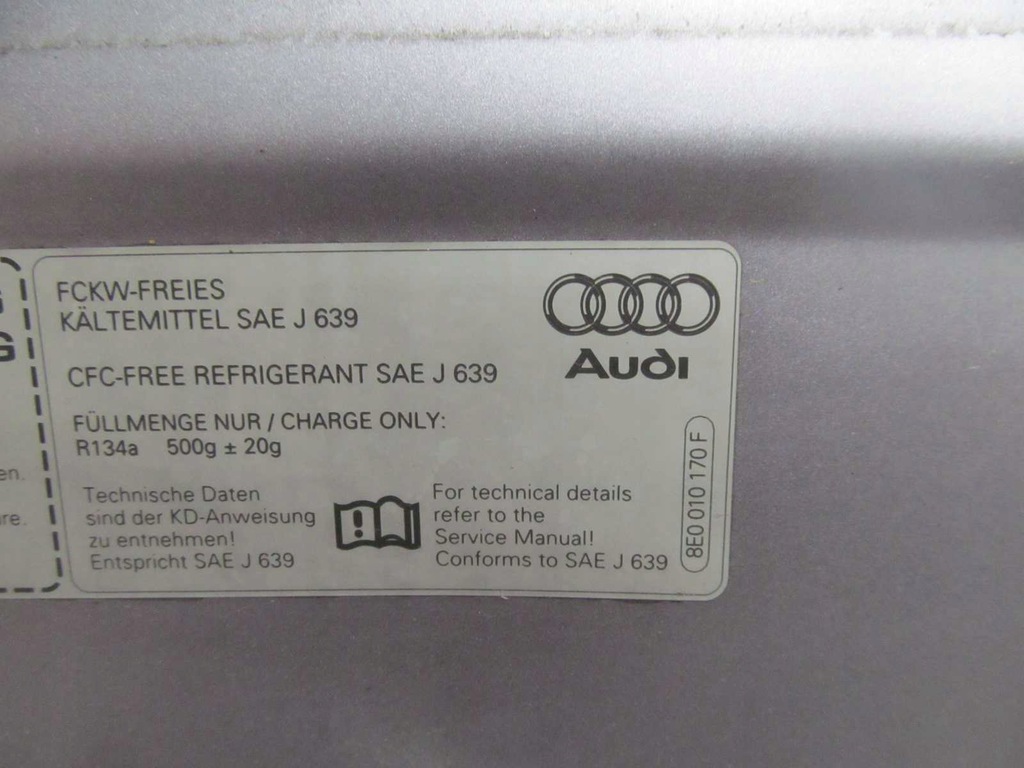 FCKW-FREIES
KÄLTEMITTEL SAE J 639
CFC-FREE REFRIGERANT SAE J 639
FÜLLMENGE NUR / CHARGE ONLY:
R134a 500g ± 20g
Technische Daten
sind der KD-Anweisung
zu entnehmen!
Entspricht SAE J 639
For technical details
refer to the
Service Manual!
Conforms to SAE J 639
Audi
8E0 010 170 F